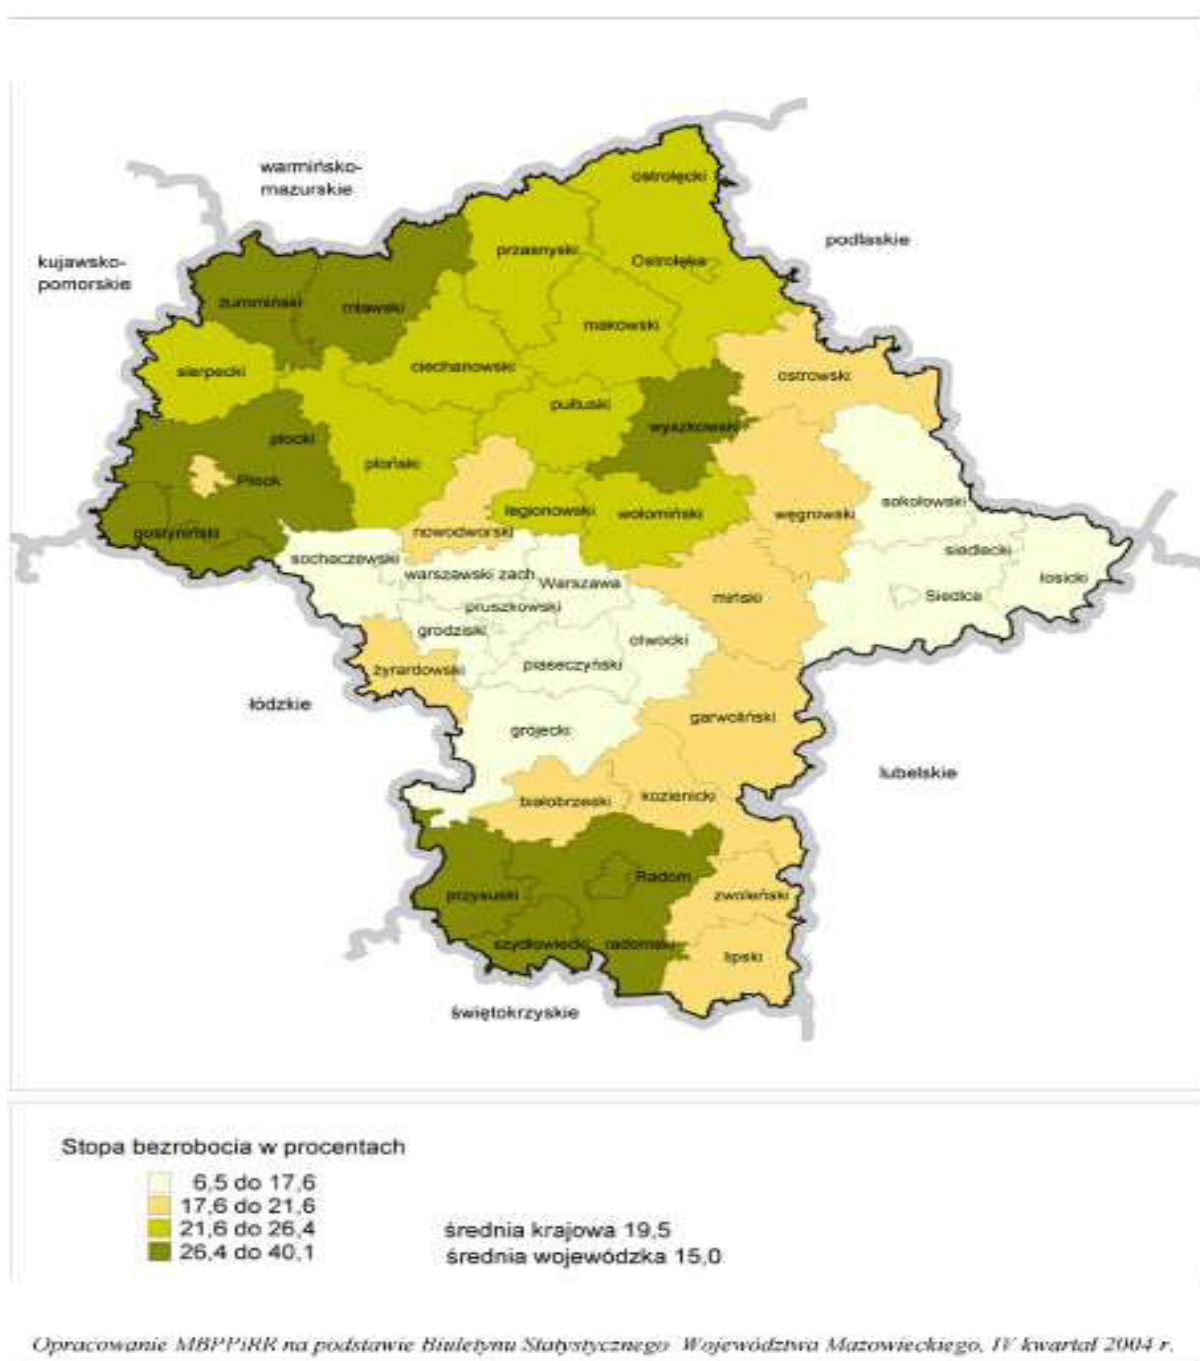 warmińsko-
mazurskie
kujawsko-
pomorskie
podlaskie
ostrołęcki
przasnyski
Ostrołęka
żuromiński
mławski
makowski
ciechanowski
sierpecki
ostrowski
pułtuski
wyszkowski
płocki
płoński
Płock
sokołowski
legionowski
wołomiński
węgrowski
gostyniński
nowodworski
sochaczewski
siedlecki
warszawski zach
Warszawa
łosicki
miński
Siedlce
pruszkowski
grodziski
otwocki
piaseczyński
żyrardowski
łódzkie
garwoliński
grójecki
lubelskie
białobrzeski
kozienicki
Radom
przysuski
zwoleński
szydłowiecki
radomski
lipski
świętokrzyskie
Stopa bezrobocia w procentach
6,5 do 17,6
17,6 do 21,6
21,6 do 26,4
26,4 do 40,1
średnia krajowa 19,5
średnia wojewódzka 15,0
Opracowanie MBPPiRR na podstawie Biuletynu Statystycznego Województwa Mazowieckiego, IV kwartał 2004 r.